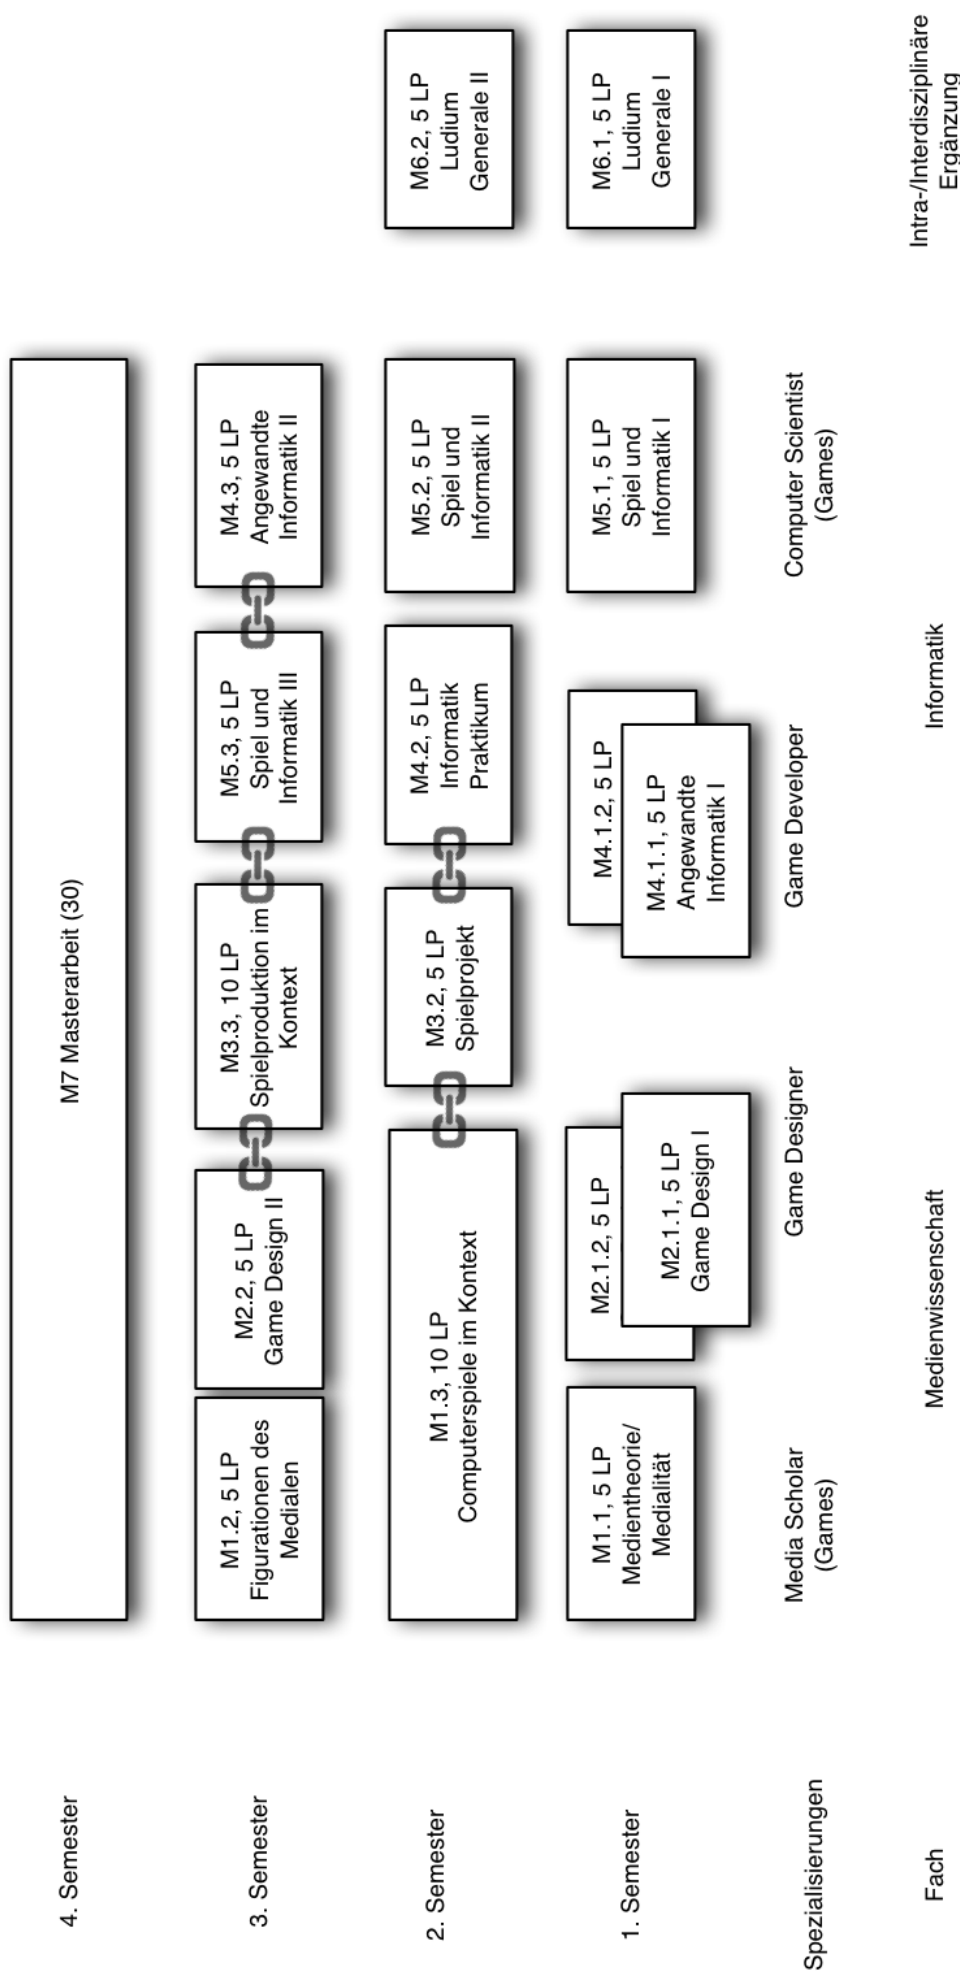 4. Semester
M7 Masterarbeit (30)
3. Semester
M1.2, 5 LP
Figurationen des
Medialen
M2.2, 5 LP
Game Design II
M3.3, 10 LP
Spielproduktion im
Kontext
M5.3, 5 LP
Spiel und
Informatik III
M4.3, 5 LP
Angewandte
Informatik II
2. Semester
M1.3, 10 LP
Computerspiele im Kontext
M3.2, 5 LP
Spielprojekt
M4.2, 5 LP
Informatik
Praktikum
M5.2, 5 LP
Spiel und
Informatik II
M6.2, 5 LP
Ludium
Generale II
1. Semester
M1.1, 5 LP
Medientheorie/
Medialität
M2.1.2, 5 LP
M2.1.1, 5 LP
Game Design I
M4.1.2, 5 LP
M4.1.1, 5 LP
Angewandte
Informatik I
M5.1, 5 LP
Spiel und
Informatik I
M6.1, 5 LP
Ludium
Generale I
Spezialisierungen
Media Scholar
(Games)
Game Designer
Game Developer
Computer Scientist
(Games)
Fach
Medienwissenschaft
Informatik
Intra-/Interdisziplinäre
Ergänzung